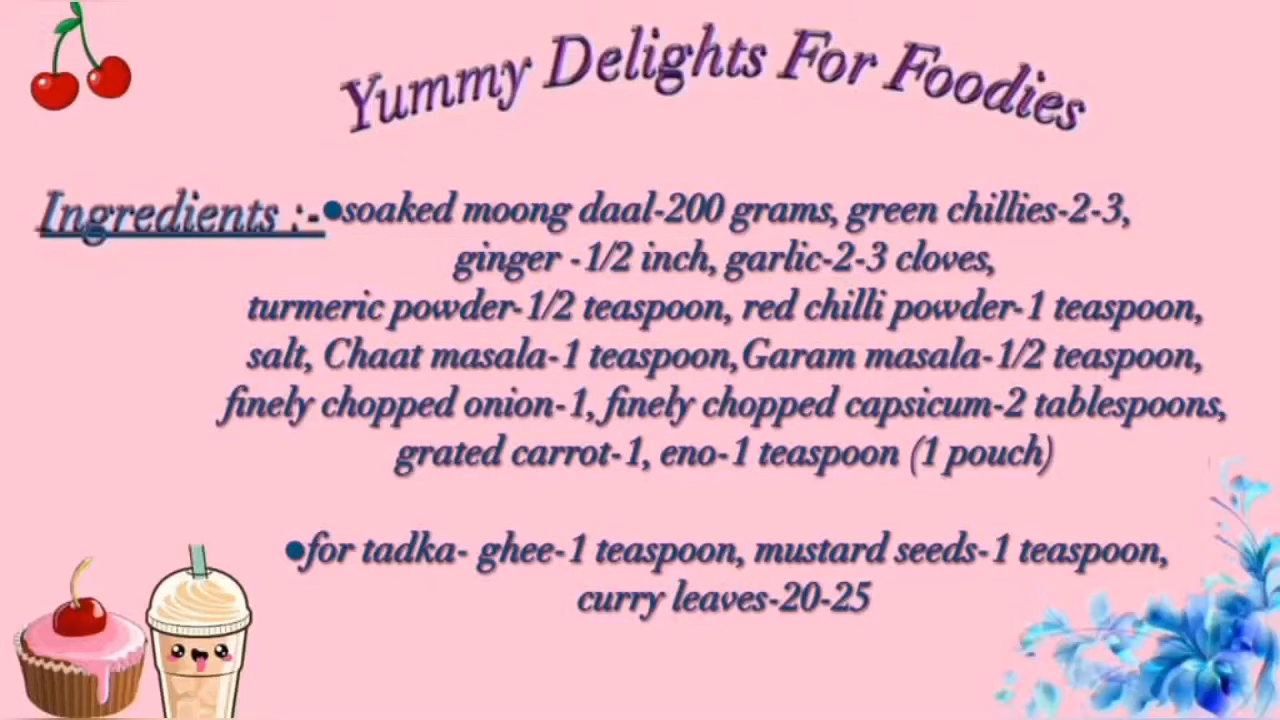 Yummy Delights For Foodies
Ingredients :-●soaked moong daal-200 grams, green chillies-2-3,
ginger -1/2 inch, garlic-2-3 cloves,
turmeric powder-1/2 teaspoon, red chilli powder-1 teaspoon,
salt, Chaat masala-1 teaspoon,Garam masala-1/2 teaspoon,
finely chopped onion-1, finely chopped capsicum-2 tablespoons,
grated carrot-1, eno-1 teaspoon (1 pouch)
●for tadka- ghee-1 teaspoon, mustard seeds-1 teaspoon,
curry leaves-20-25